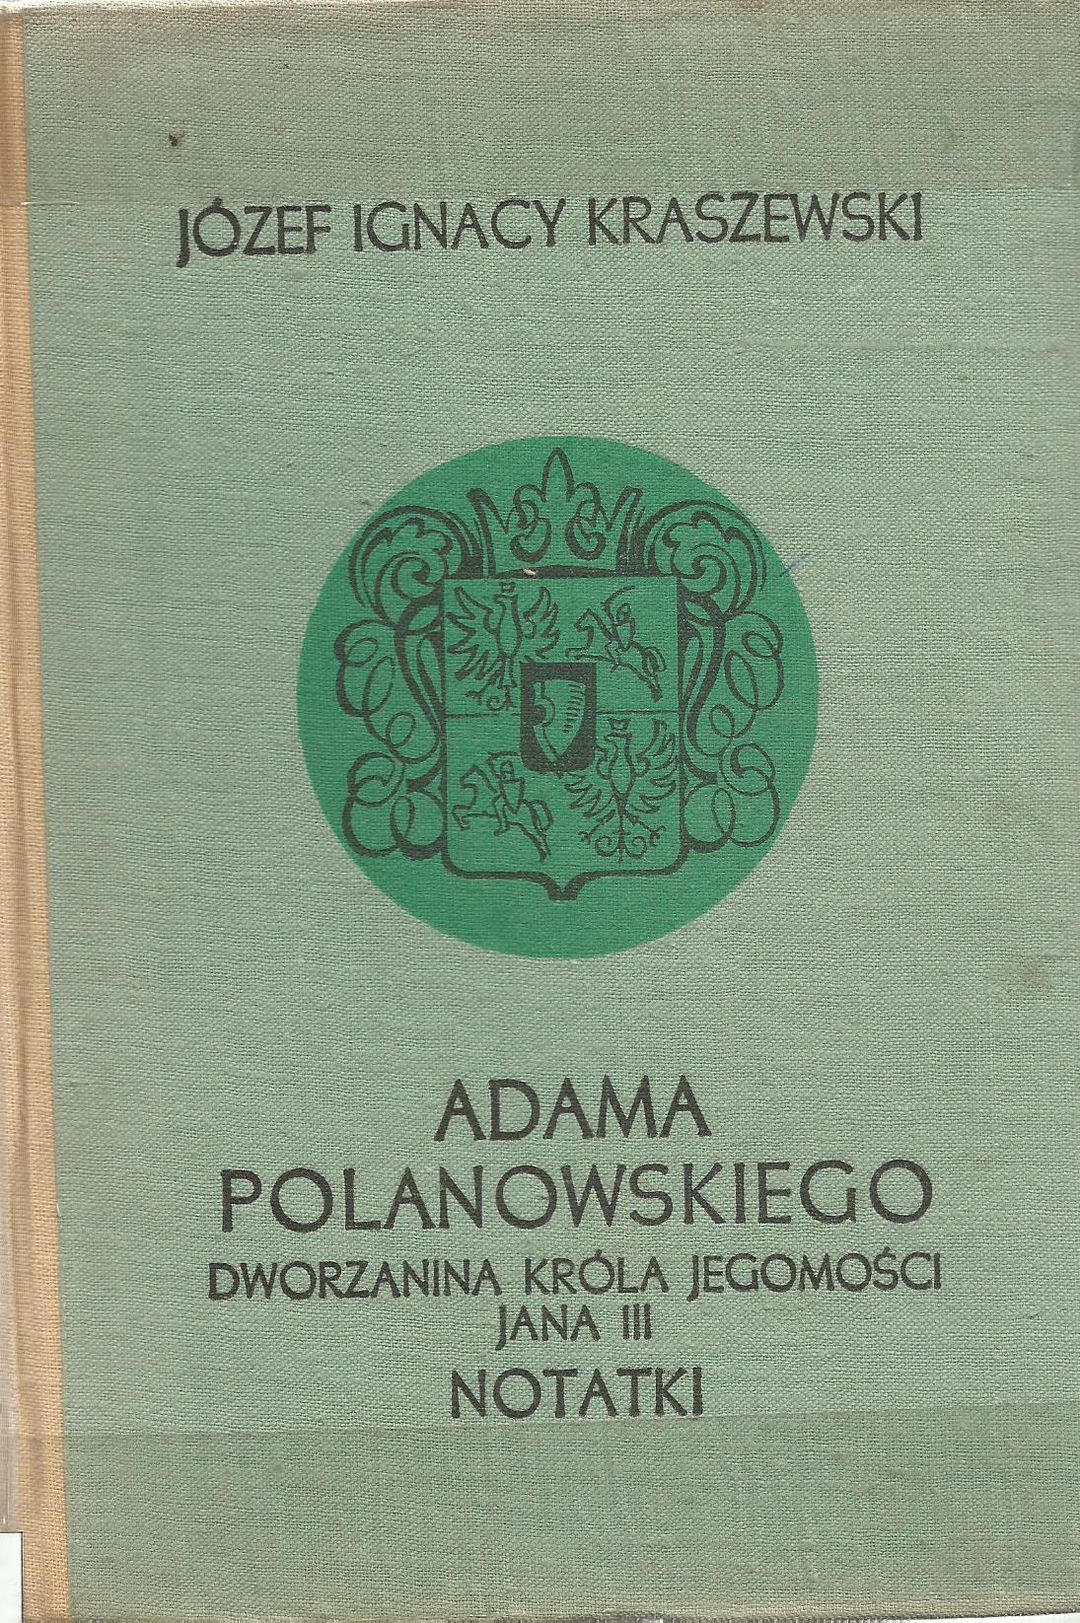 JÓZEF IGNACY KRASZEWSKI
ADAMA
POLANOWSKIEGO
DWORZANINA KRÓLA JEGOMOŚCI
JANA III
NOTATKI